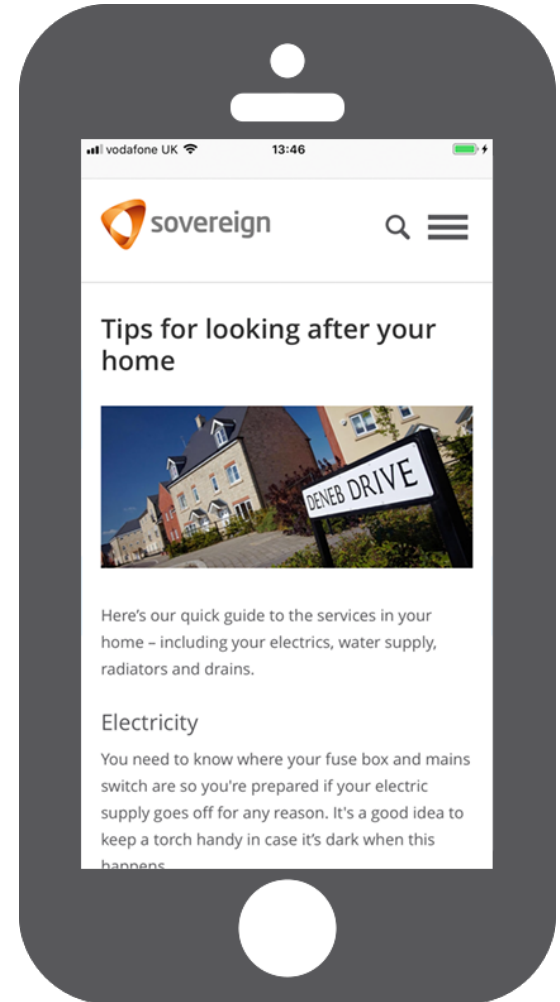 vodafone UK 13:46
sovereign
Tips for looking after your
home
DENEB DRIVE
Here’s our quick guide to the services in your
home – including your electrics, water supply,
radiators and drains.
Electricity
You need to know where your fuse box and mains
switch are so you're prepared if your electric
supply goes off for any reason. It's a good idea to
keep a torch handy in case it’s dark when this
happens